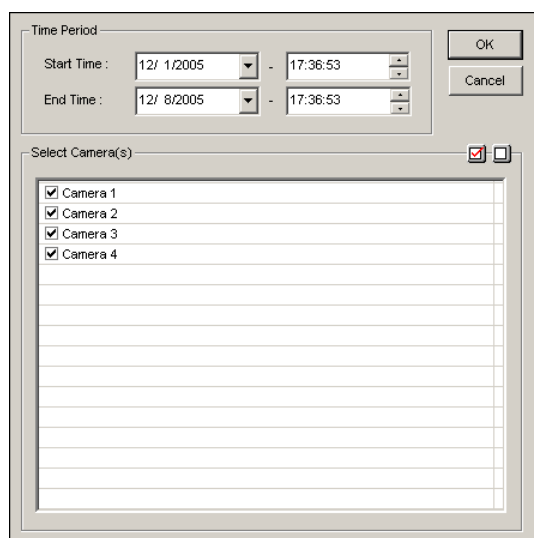 Time Period
Start Time : 12/ 1/2005 - 17:36:53
End Time : 12/ 8/2005 - 17:36:53
OK
Cancel
Select Camera(s)
Camera 1
Camera 2
Camera 3
Camera 4